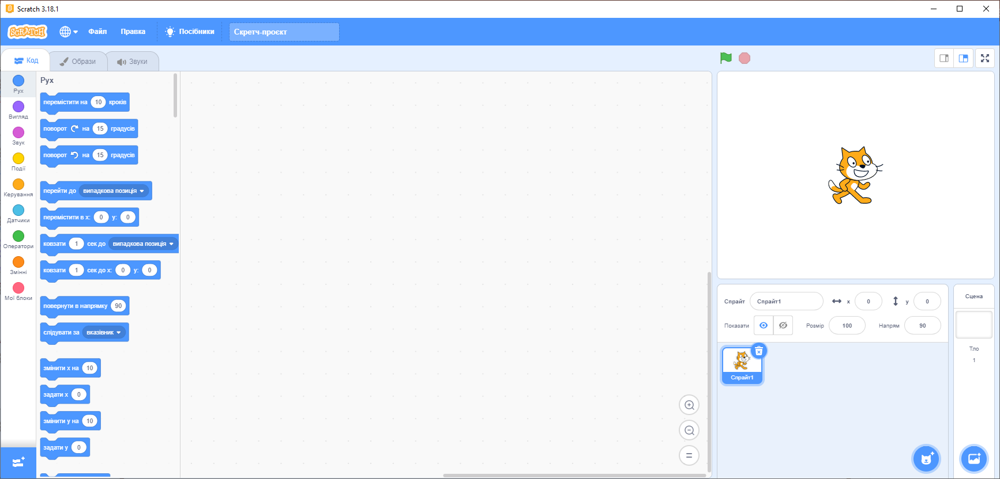 Scratch 3.18.1
SCRATCH
Файл
Правка
Посібники
Скретч-проєкт
Код
Образи
Звуки
Рух
Вигляд
Звук
Події
Керування
Датчики
Оператори
Змінні
Мої блоки
Рух
перемістити на 10 кроків
поворот на 15 градусів
поворот на 15 градусів
перейти до випадкова позиція
перемістити в x: 0 y: 0
ковзати 1 сек до випадкова позиція
ковзати 1 сек до x: 0 y: 0
повернути в напрямку 90
слідувати за вказівник
змінити x на 10
задати x 0
змінити y на 10
задати y 0
Спрайт Спрайт1 x 0 y 0
Показати Розмір 100 Напрям 90
Спрайт1
Сцена
Тло
1